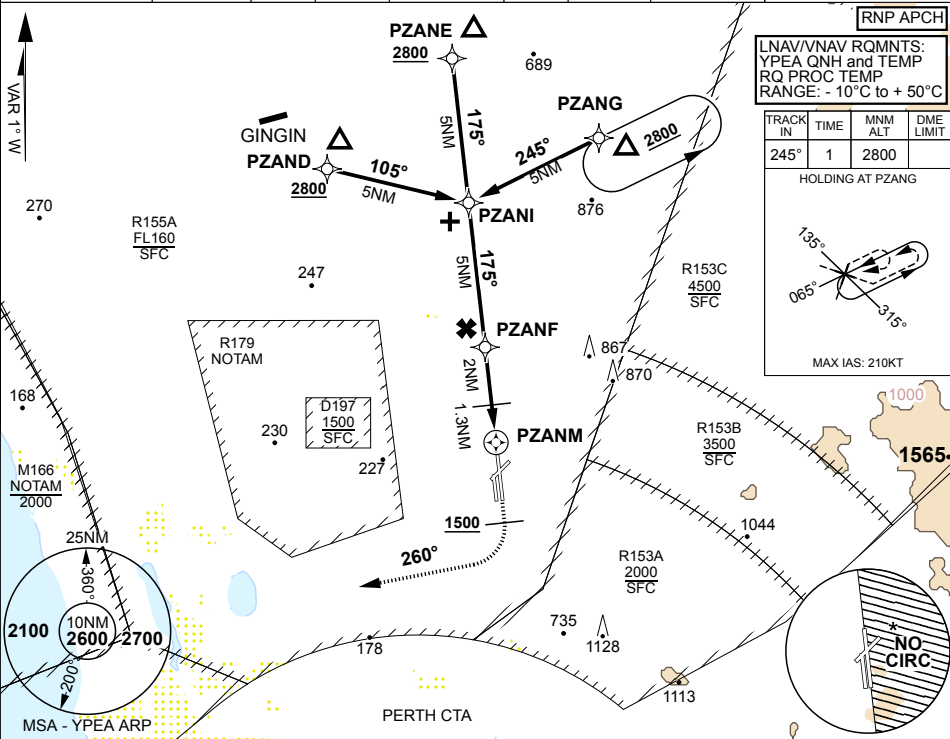 RNP APCH
PZANE
2800
689
LNAV/VNAV RQMNTS:
YPEA QNH and TEMP
RQ PROC TEMP
RANGE: - 10°C to + 50°C
VAR 1° W
PZANG
TRACK IN
TIME
MNM ALT
DME LIMIT
245°
1
2800
GINGIN
175°
5NM
245°
5NM
2800
PZAND
2800
105°
5NM
HOLDING AT PZANG
270
PZANI
876
R155A
FL160
SFC
135°
065°
315°
247
175°
5NM
R153C
4500
SFC
PZANF
R179
NOTAM
867
870
MAX IAS: 210KT
2NM
168
D197
1500
SFC
1.3NM
1000
230
PZANM
R153B
3500
SFC
1565
227
M166
NOTAM
2000
1500
25NM
1044
260°
360°
R153A
2000
SFC
10NM
2100
2600
2700
735
1128
*
NO
CIRC
178
200°
1113
MSA - YPEA ARP
PERTH CTA